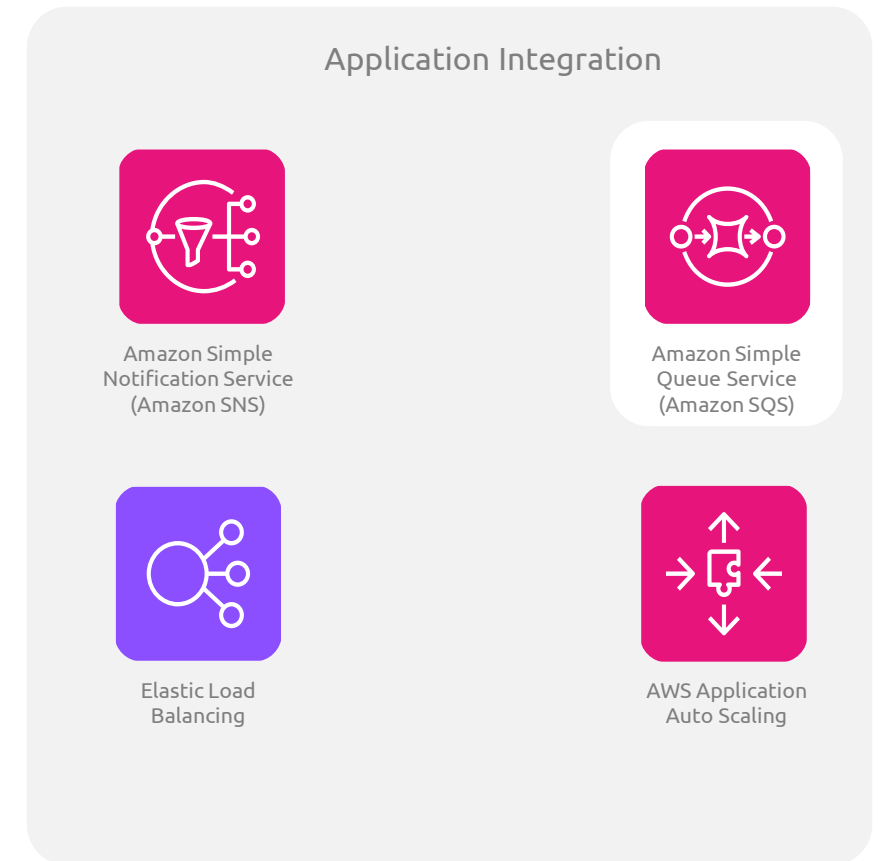 Application Integration
Amazon Simple
Notification Service
(Amazon SNS)
Amazon Simple
Queue Service
(Amazon SQS)
Elastic Load
Balancing
AWS Application
Auto Scaling